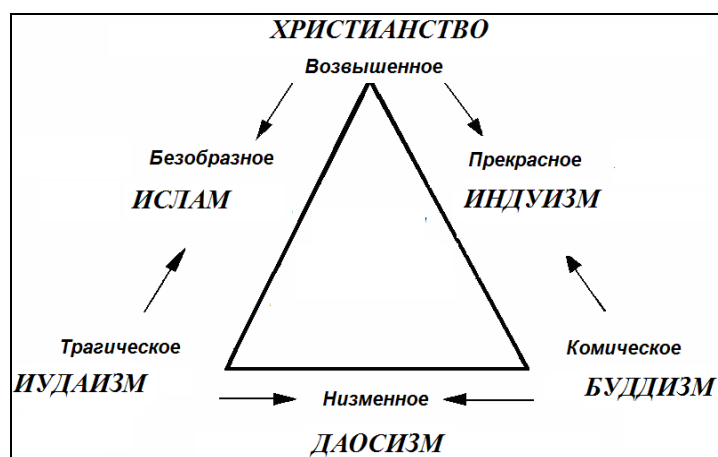 ХРИСТИАНСТВО
Возвышенное
Безобразное
Прекрасное
ИСЛАМ
ИНДУИЗМ
Трагическое
Комическое
ИУДАИЗМ
БУДДИЗМ
Низменное
ДАОСИЗМ